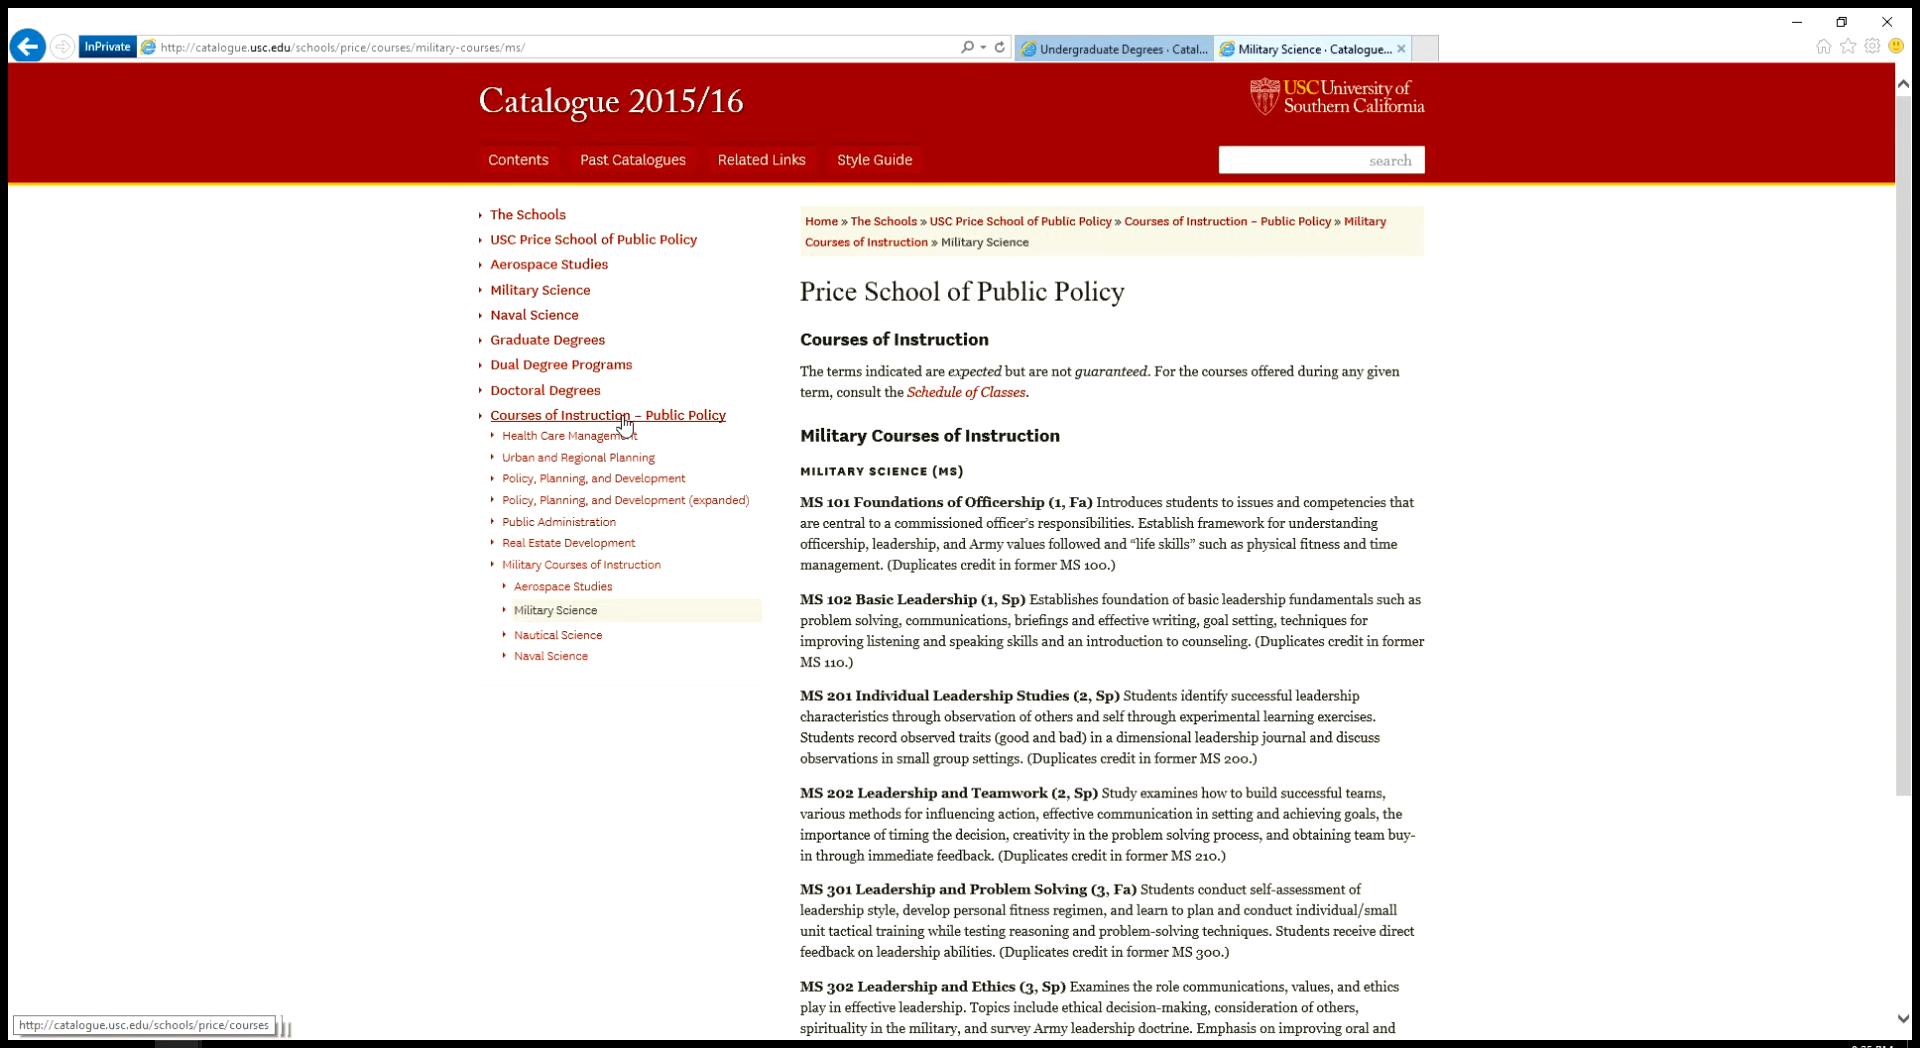 InPrivate
http://catalogue.usc.edu/schools/price/courses/military-courses/ms/
Undergraduate Degrees · Catal...
Military Science · Catalogue...
Catalogue 2015/16
USC University of
Southern California
Contents
Past Catalogues
Related Links
Style Guide
search
The Schools
USC Price School of Public Policy
Aerospace Studies
Military Science
Naval Science
Graduate Degrees
Dual Degree Programs
Doctoral Degrees
Courses of Instruction – Public Policy
Health Care Management
Urban and Regional Planning
Policy, Planning, and Development
Policy, Planning, and Development (expanded)
Public Administration
Real Estate Development
Military Courses of Instruction
Aerospace Studies
Military Science
Nautical Science
Naval Science
Home » The Schools » USC Price School of Public Policy » Courses of Instruction – Public Policy » Military
Courses of Instruction » Military Science
Price School of Public Policy
Courses of Instruction
The terms indicated are expected but are not guaranteed. For the courses offered during any given
term, consult the Schedule of Classes.
Military Courses of Instruction
MILITARY SCIENCE (MS)
MS 101 Foundations of Officership (1, Fa) Introduces students to issues and competencies that
are central to a commissioned officer’s responsibilities. Establish framework for understanding
officership, leadership, and Army values followed and “life skills” such as physical fitness and time
management. (Duplicates credit in former MS 100.)
MS 102 Basic Leadership (1, Sp) Establishes foundation of basic leadership fundamentals such as
problem solving, communications, briefings and effective writing, goal setting, techniques for
improving listening and speaking skills and an introduction to counseling. (Duplicates credit in former
MS 110.)
MS 201 Individual Leadership Studies (2, Sp) Students identify successful leadership
characteristics through observation of others and self through experimental learning exercises.
Students record observed traits (good and bad) in a dimensional leadership journal and discuss
observations in small group settings. (Duplicates credit in former MS 200.)
MS 202 Leadership and Teamwork (2, Sp) Study examines how to build successful teams,
various methods for influencing action, effective communication in setting and achieving goals, the
importance of timing the decision, creativity in the problem solving process, and obtaining team buy-
in through immediate feedback. (Duplicates credit in former MS 210.)
MS 301 Leadership and Problem Solving (3, Fa) Students conduct self-assessment of
leadership style, develop personal fitness regimen, and learn to plan and conduct individual/small
unit tactical training while testing reasoning and problem-solving techniques. Students receive direct
feedback on leadership abilities. (Duplicates credit in former MS 300.)
MS 302 Leadership and Ethics (3, Sp) Examines the role communications, values, and ethics
play in effective leadership. Topics include ethical decision-making, consideration of others,
spirituality in the military, and survey Army leadership doctrine. Emphasis on improving oral and
http://catalogue.usc.edu/schools/price/courses